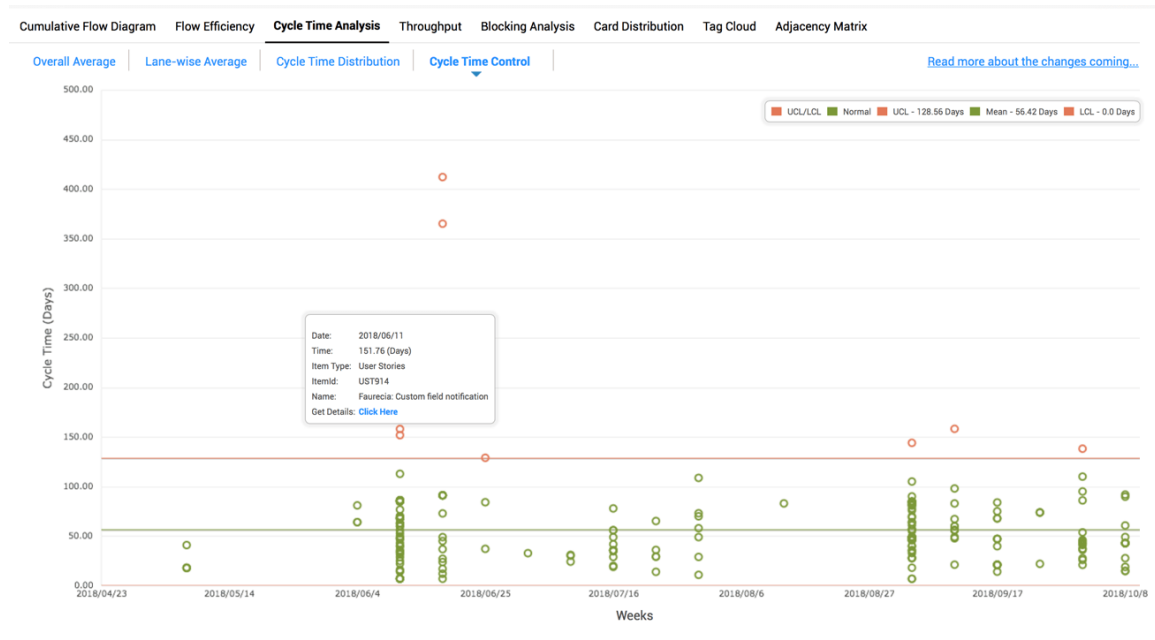 Cumulative Flow Diagram Flow Efficiency Cycle Time Analysis Throughput Blocking Analysis Card Distribution Tag Cloud Adjacency Matrix
Overall Average Lane-wise Average Cycle Time Distribution Cycle Time Control Read more about the changes coming...
UCL/LCL Normal UCL - 128.56 Days Mean - 56.42 Days LCL - 0.0 Days
500.00
450.00
400.00
350.00
300.00
250.00
200.00
150.00
100.00
50.00
0.00
Cycle Time (Days)
Date: 2018/06/11
Time: 151.76 (Days)
Item Type: User Stories
ItemId: UST914
Name: Faurecia: Custom field notification
Get Details: Click Here
2018/04/23 2018/05/14 2018/06/4 2018/06/25 2018/07/16 2018/08/6 2018/08/27 2018/09/17 2018/10/8
Weeks